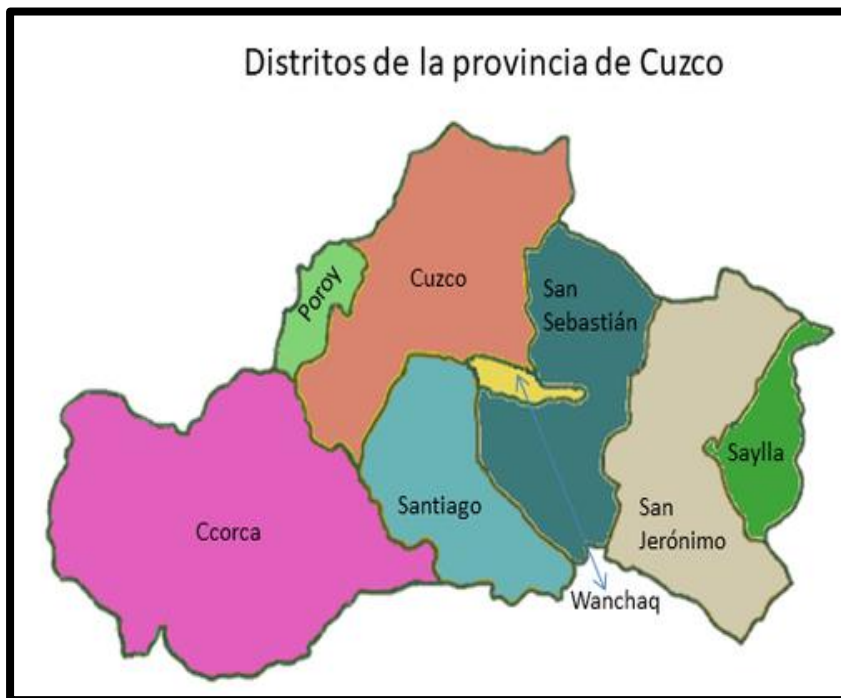 Distritos de la provincia de Cuzco
Poroy
Cuzco
San
Sebastián
Ccorca
Santiago
Saylla
San
Jerónimo
Wanchaq